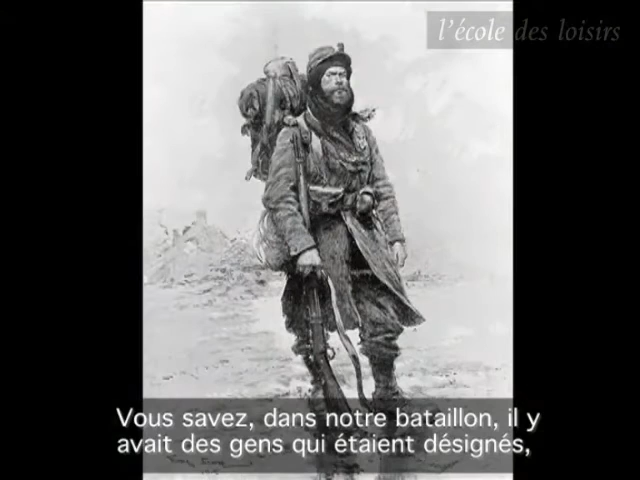 l'école des loisirs
Vous savez, dans notre bataillon, il y
avait des gens qui étaient désignés,